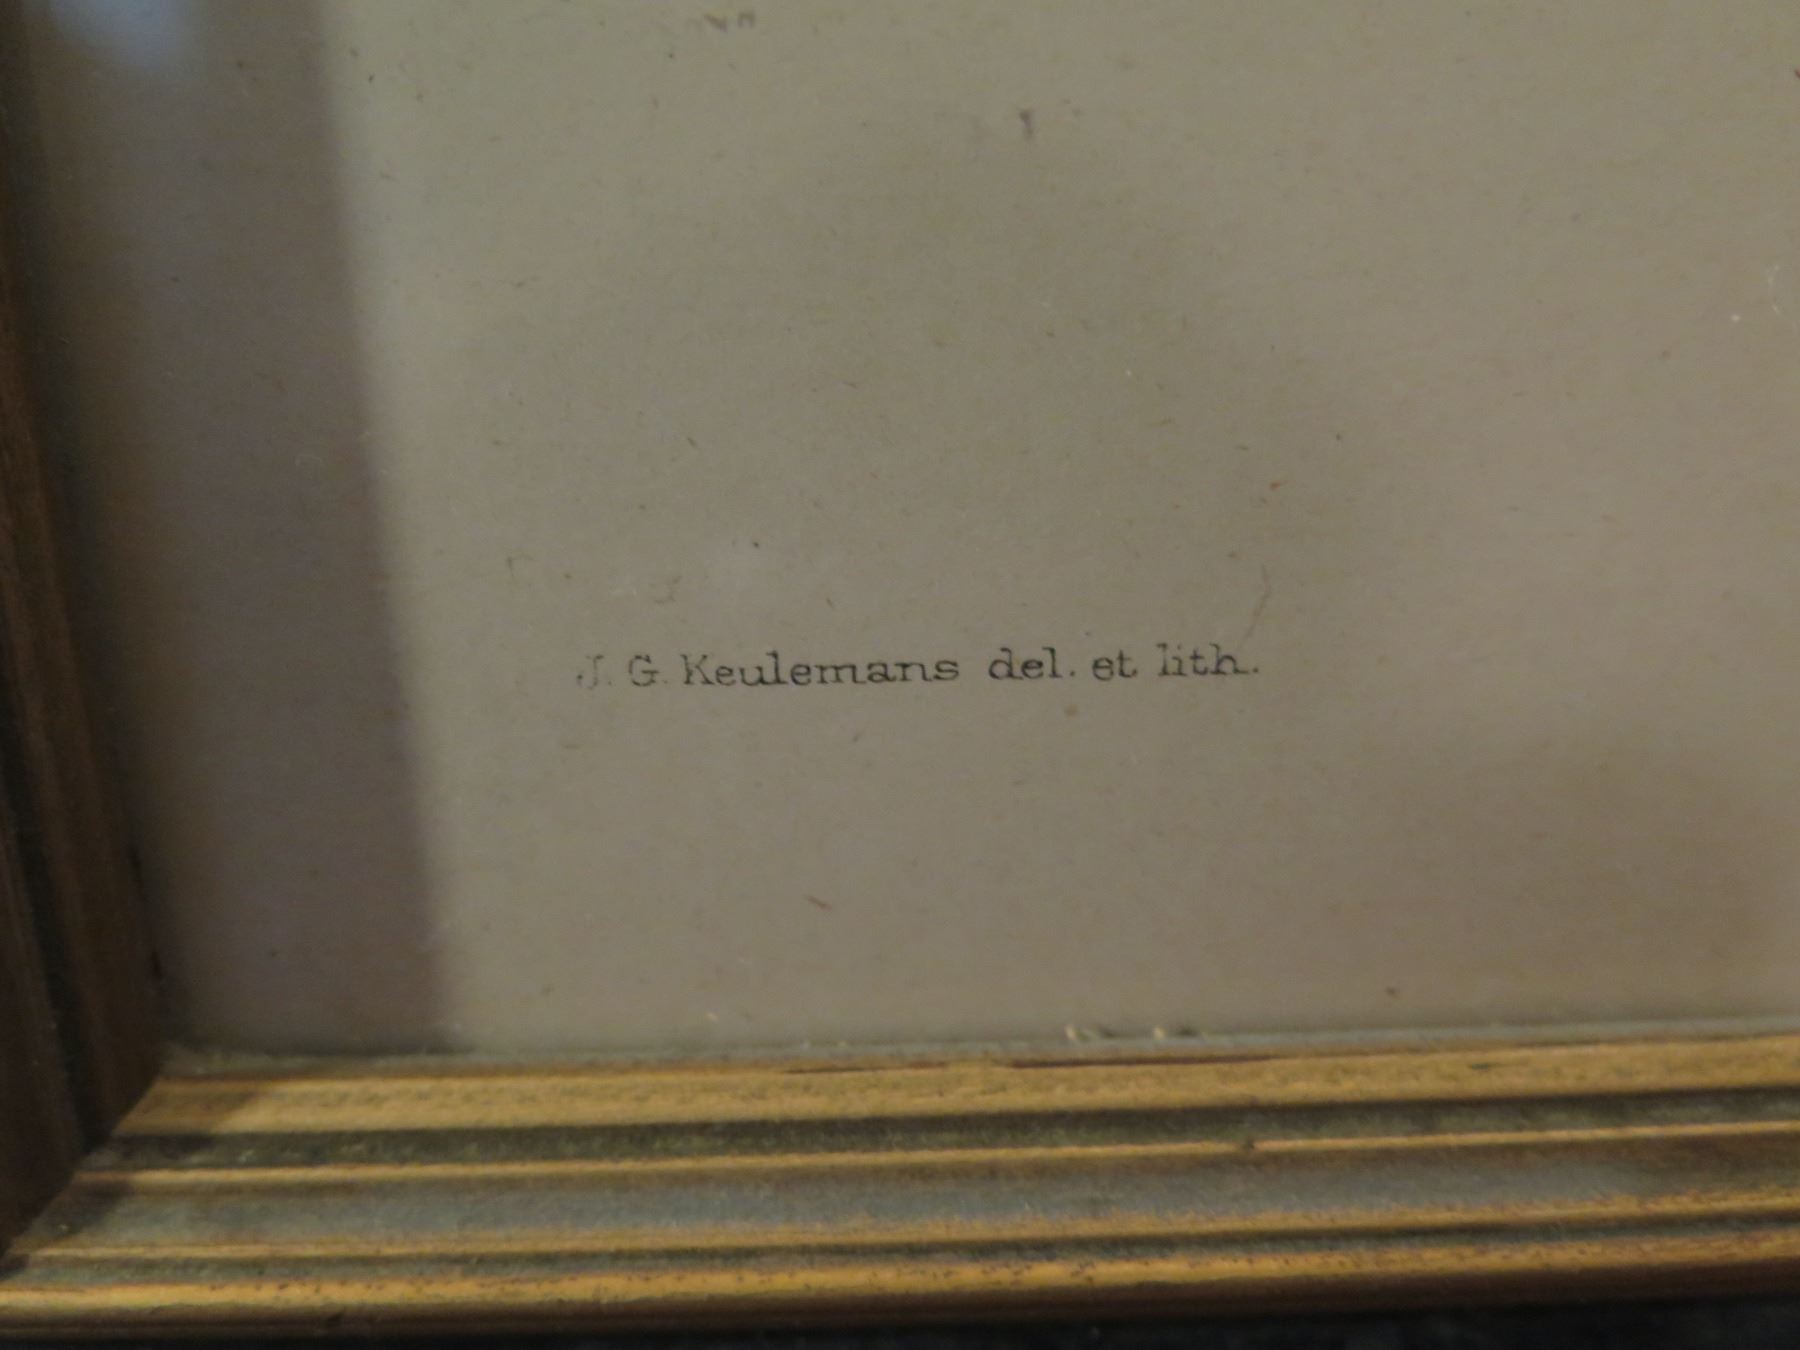 J. G. Keulemans del. et lith.